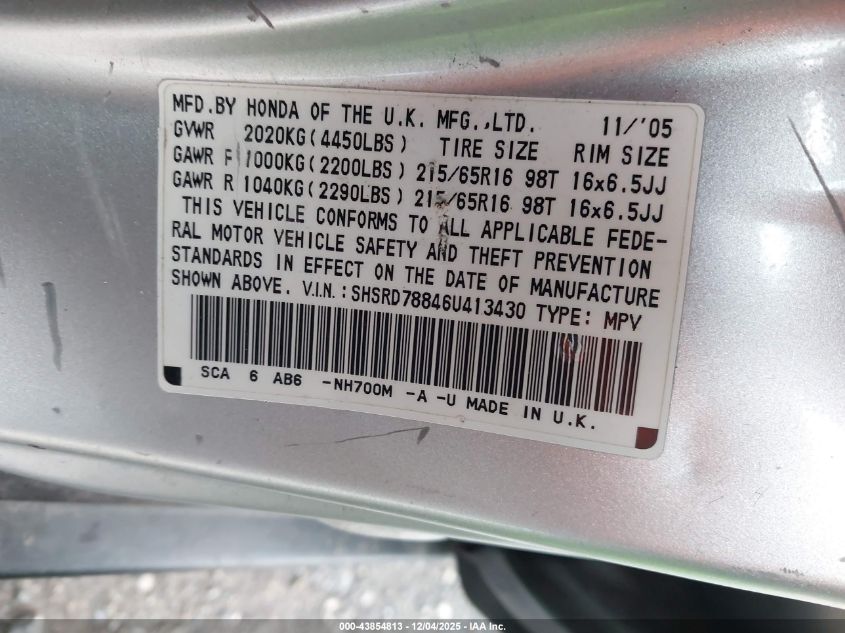 MFD.BY HONDA OF THE U.K. MFG.,LTD. 11/'05
GVWR 2020KG(4450LBS) TIRE SIZE RIM SIZE
GAWR F 1000KG(2200LBS) 215/65R16 98T 16x6.5JJ
GAWR R 1040KG(2290LBS) 215/65R16 98T 16x6.5JJ
THIS VEHICLE CONFORMS TO ALL APPLICABLE FEDE-
RAL MOTOR VEHICLE SAFETY AND THEFT PREVENTION
STANDARDS IN EFFECT ON THE DATE OF MANUFACTURE
SHOWN ABOVE. V.I.N.:SHSRD78846U413430 TYPE: MPV
SCA 6 AB6 -NH700M -A -U MADE IN U.K.
000-43854813 - 12/04/2025 - IAA Inc.